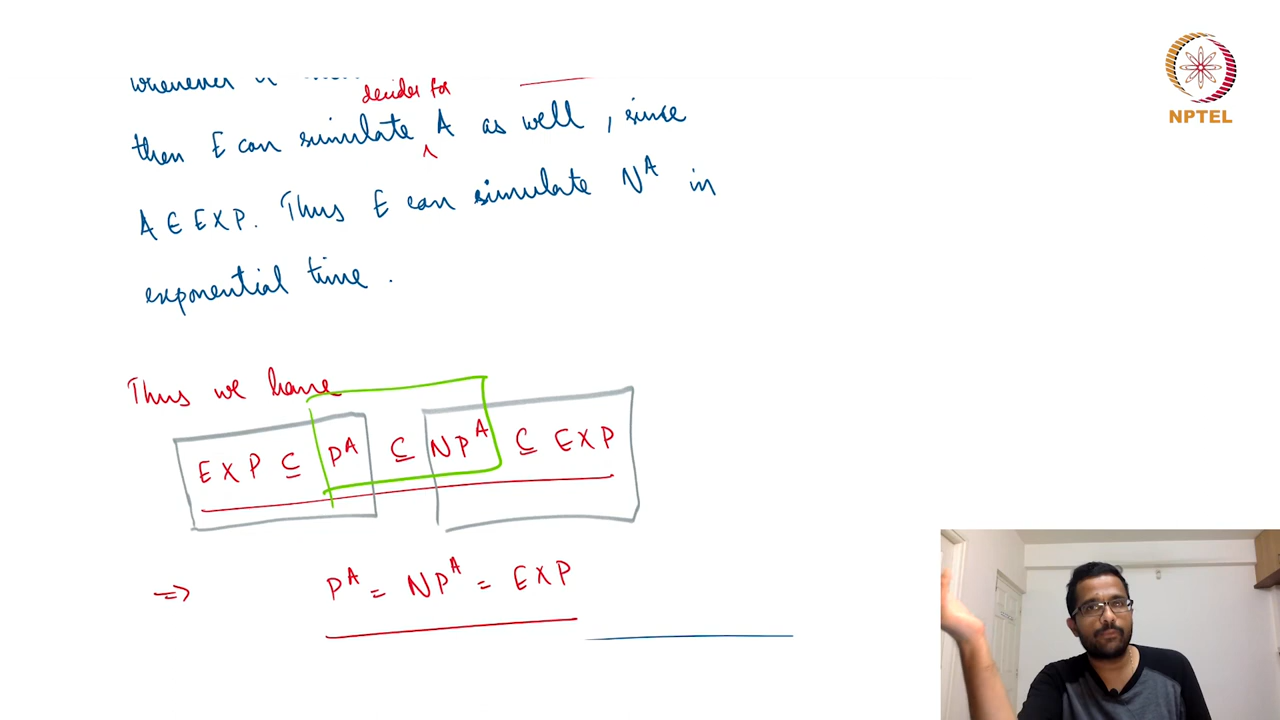 whenever
decider for
then E can simulate ^ A as well, since
A ∈ EXP. Thus E can simulate N^A in
exponential time.
Thus we have
EXP ⊆ P^A ⊆ NP^A ⊆ EXP
⇒ P^A = NP^A = EXP
NPTEL